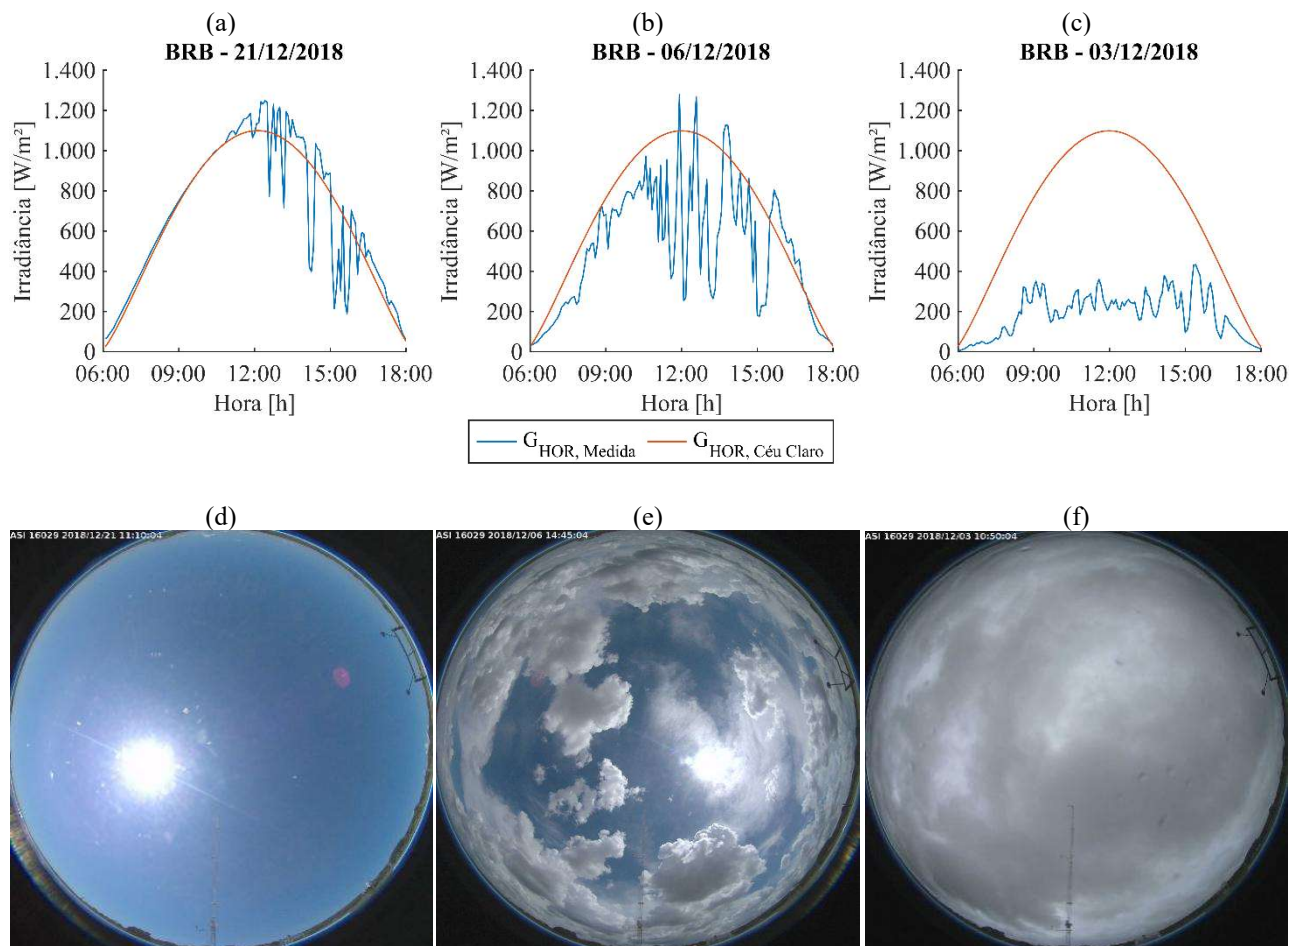 (a) (b) (c)
BRB - 21/12/2018 BRB - 06/12/2018 BRB - 03/12/2018
1.400 1.400 1.400
1.200 1.200 1.200
1.000 1.000 1.000
800 800 800
600 600 600
400 400 400
200 200 200
0 0 0
Irradiância [W/m²] Irradiância [W/m²] Irradiância [W/m²]
06:00 09:00 12:00 15:00 18:00 06:00 09:00 12:00 15:00 18:00 06:00 09:00 12:00 15:00 18:00
Hora [h] Hora [h] Hora [h]
G HOR, Medida G HOR, Céu Claro
(d) (e) (f)
ASI 16029 2018/12/21 11:10:04 ASI 16029 2018/12/06 14:45:04 ASI 16029 2018/12/03 10:50:04